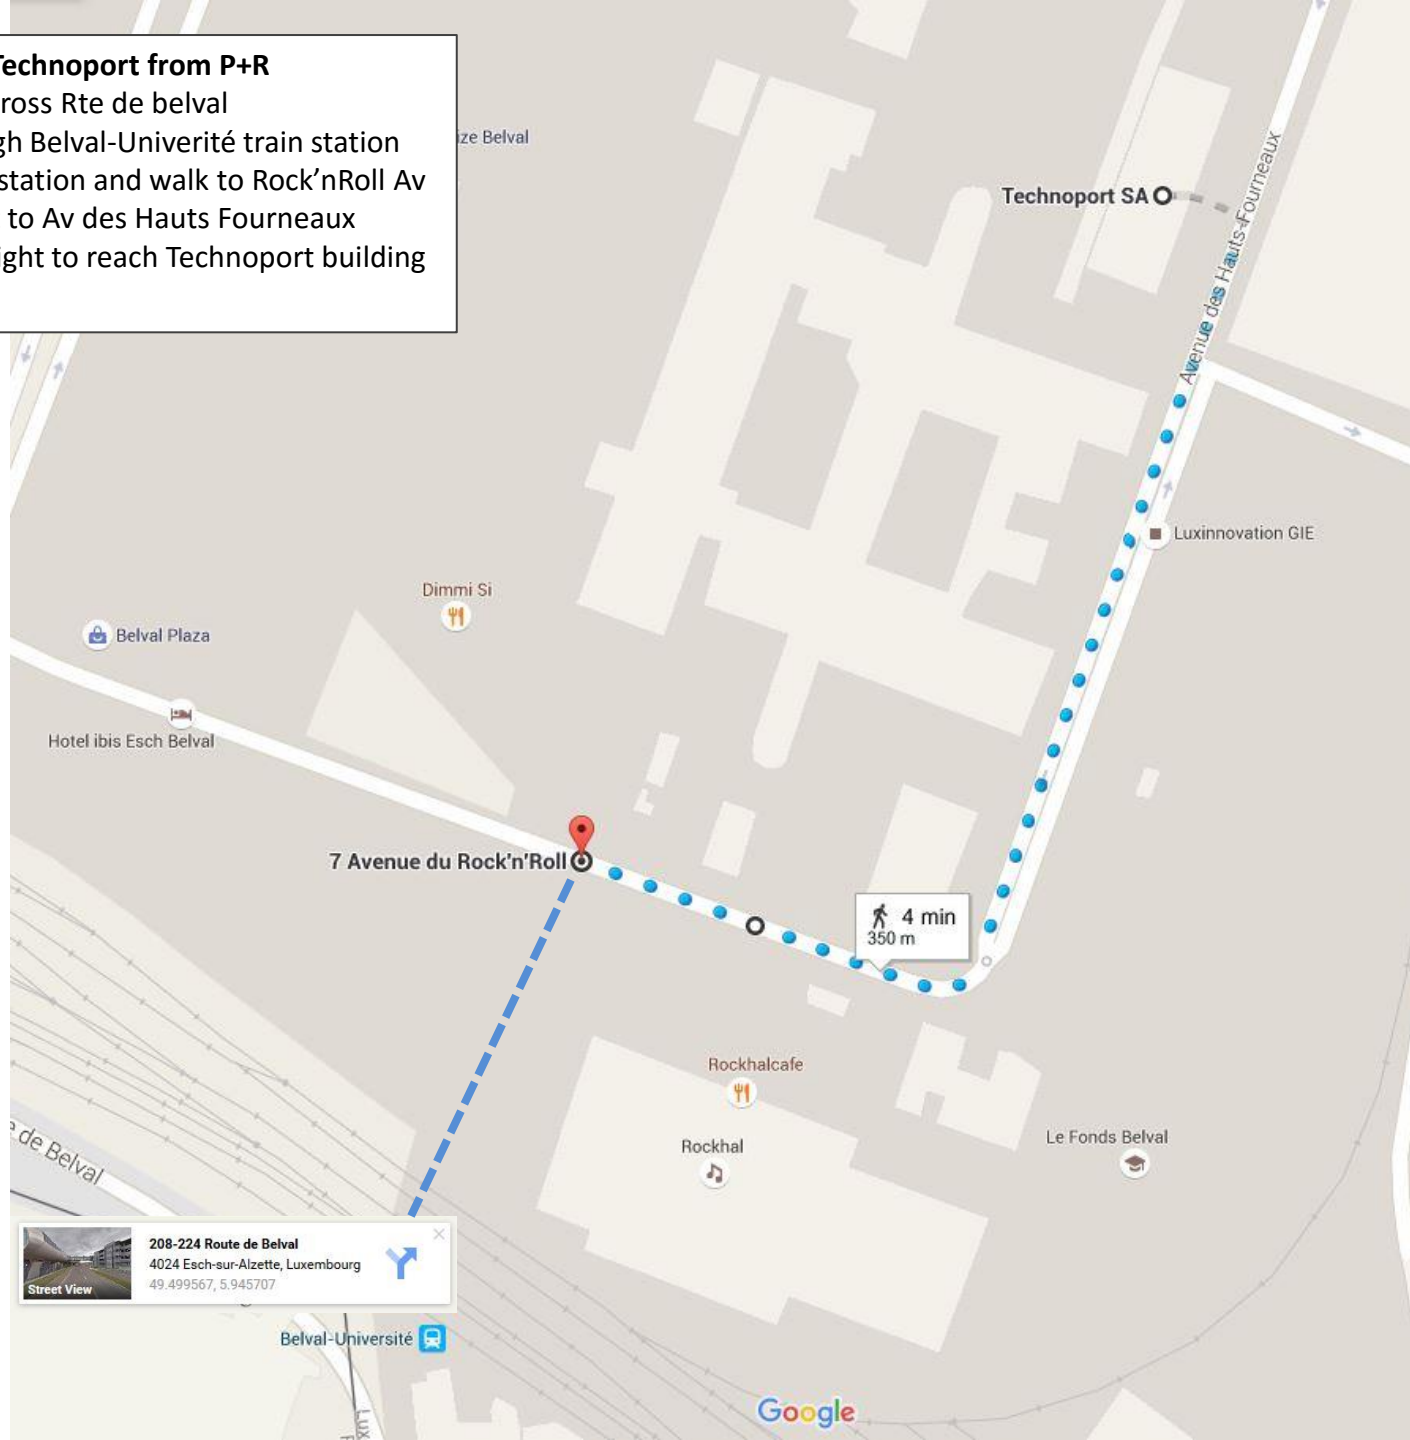 Technoport from P+R
ross Rte de belval
gh Belval-Univerité train station
station and walk to Rock’nRoll Av
to Av des Hauts Fourneaux
ight to reach Technoport building
ize Belval
Technoport SA
Avenue des Hauts-Fourneaux
Luxinnovation GIE
Dimmi Si
Belval Plaza
Hotel ibis Esch Belval
7 Avenue du Rock'n'Roll
4 min
350 m
Rockhalcafe
Rockhal
Le Fonds Belval
e de Belval
208-224 Route de Belval
4024 Esch-sur-Alzette, Luxembourg
49.499567, 5.945707
Street View
Belval-Université
Lux
Google